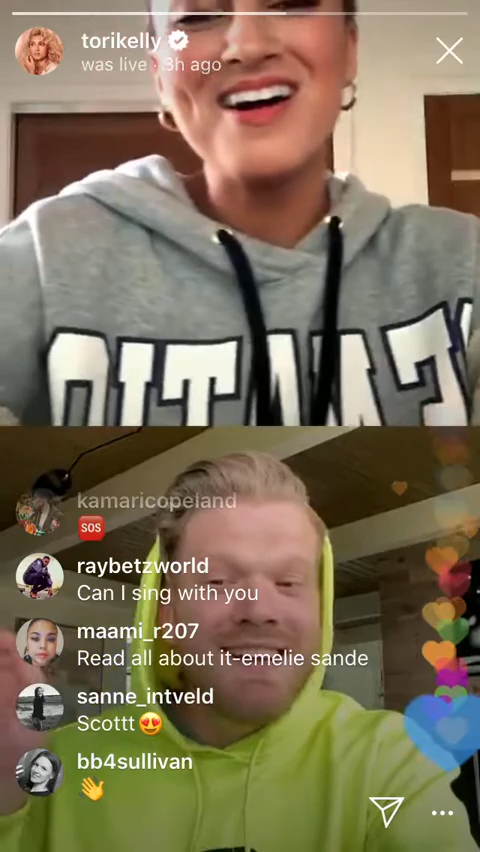 torikelly
was live · 3h ago
kamaricopeland
SOS
raybetzworld
Can I sing with you
maami_r207
Read all about it-emelie sande
sanne_intveld
Scottt😍
bb4sullivan
👋